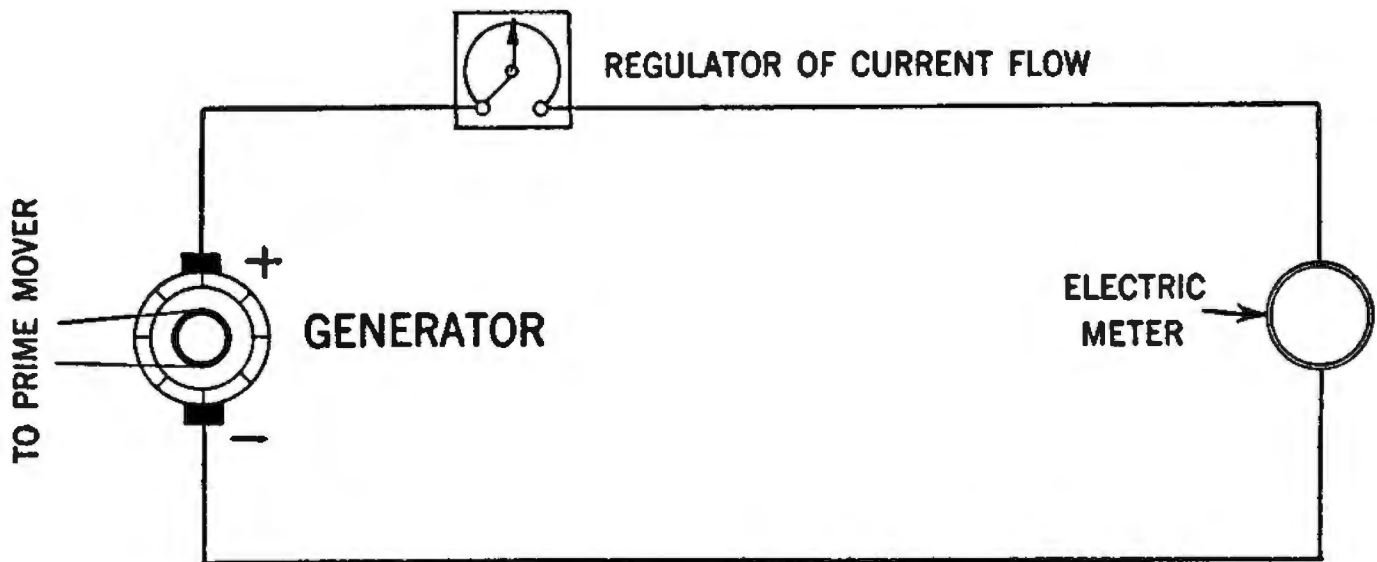 REGULATOR OF CURRENT FLOW
TO PRIME MOVER
+
GENERATOR
-
ELECTRIC
METER